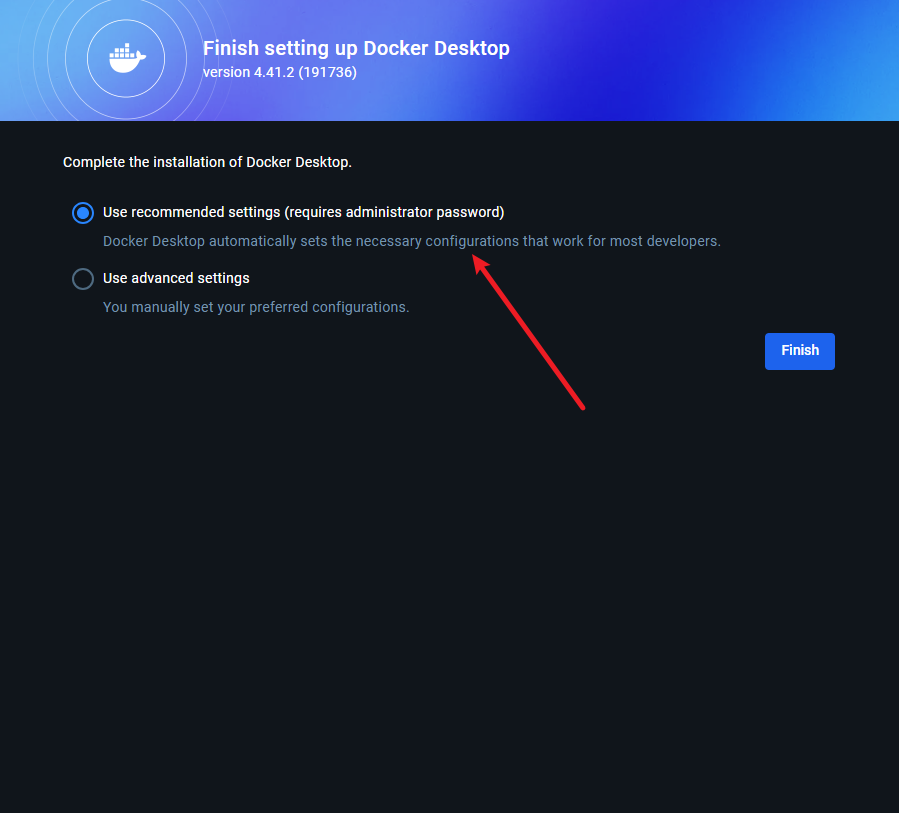 Finish setting up Docker Desktop
version 4.41.2 (191736)
Complete the installation of Docker Desktop.
Use recommended settings (requires administrator password)
Docker Desktop automatically sets the necessary configurations that work for most developers.
Use advanced settings
You manually set your preferred configurations.
Finish